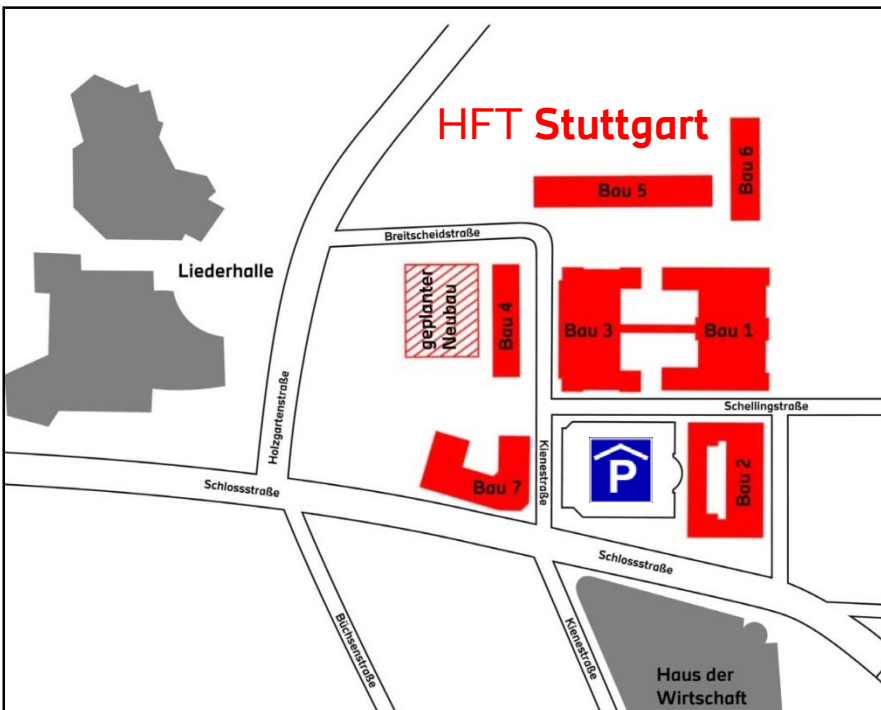 HFT Stuttgart
Bau 6
Bau 5
Breitscheidstraße
Liederhalle
geplanter
Neubau
Bau 4
Bau 3
Bau 1
Holzgartenstraße
Schellingstraße
Kienestraße
P
Bau 2
Bau 7
Schlossstraße
Schlossstraße
Büchsenstraße
Kienestraße
Haus der
Wirtschaft